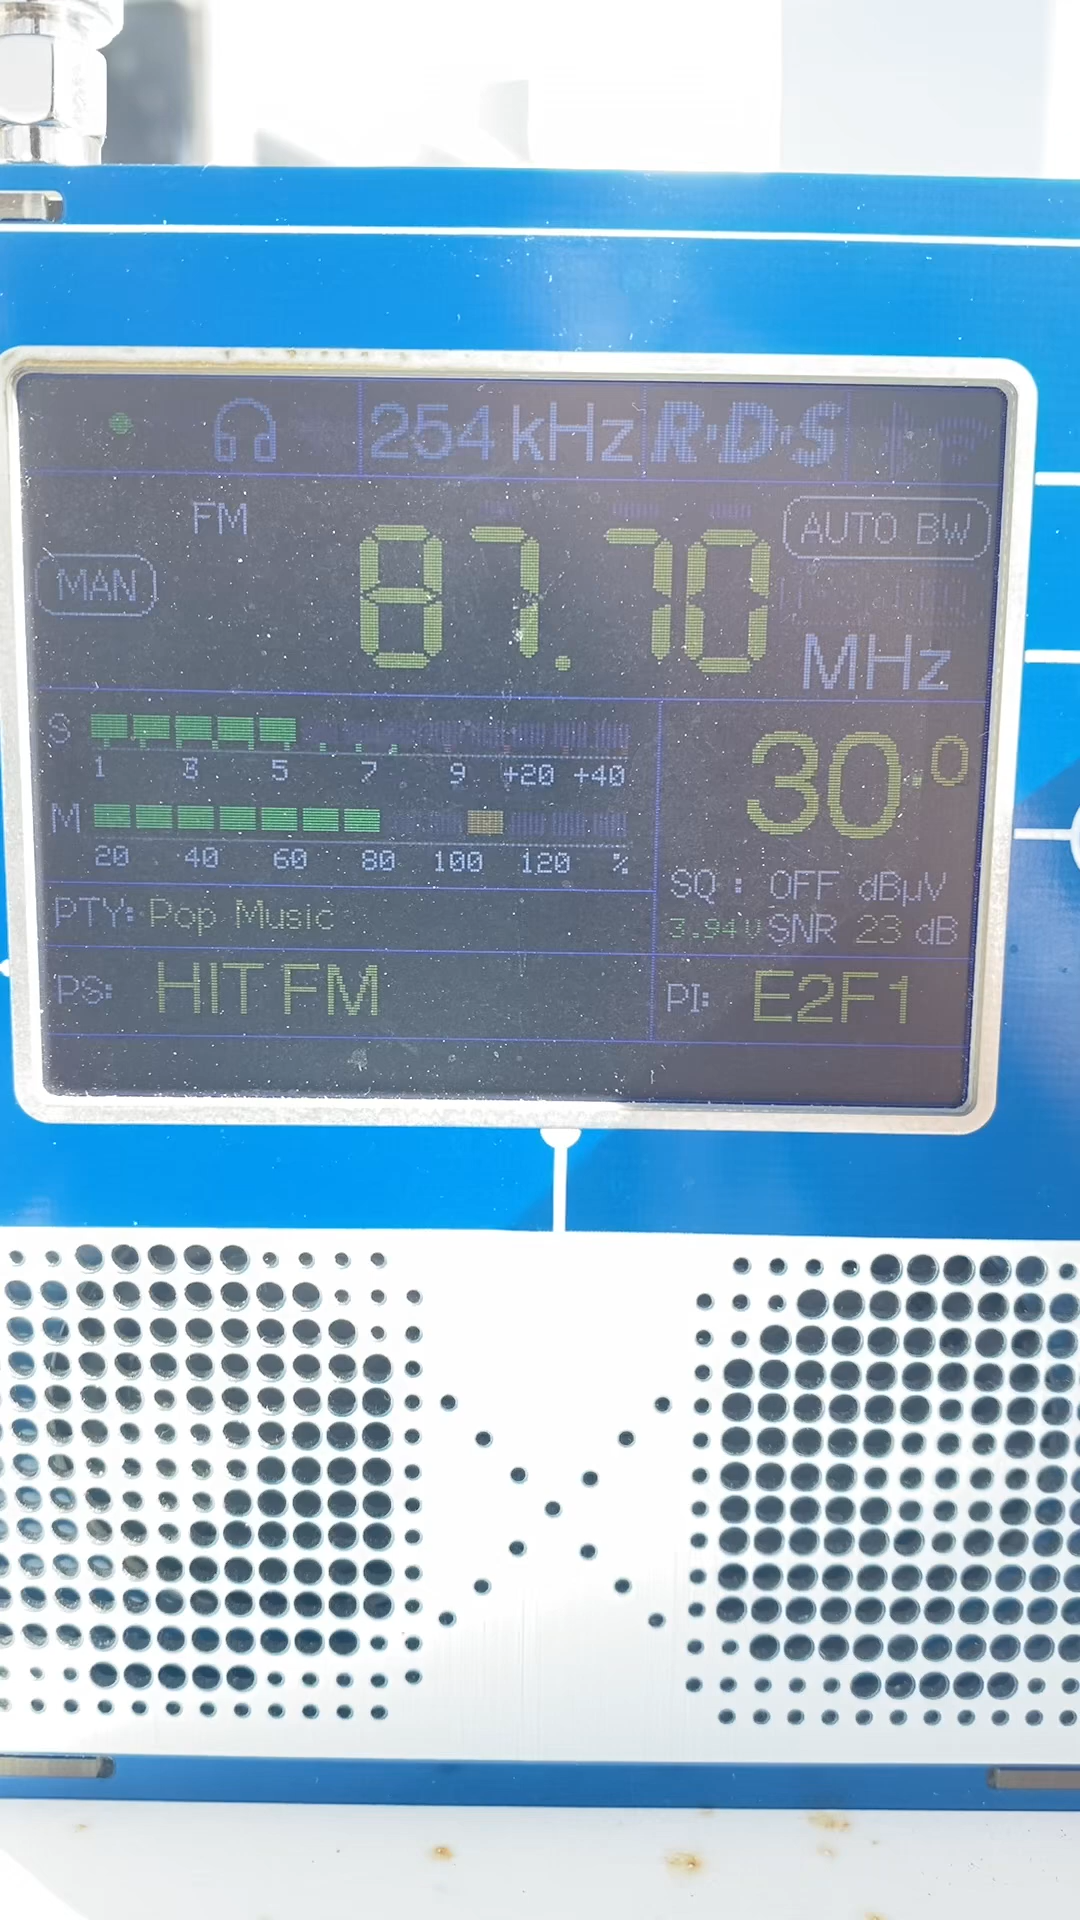 254 kHz R·D·S
FM
AUTO BW
MAN
87.70
MHz
S
1 3 5 7 9 +20 +40
30.0
M
20 40 60 80 100 120 %
SQ : OFF dBµV
PTY: Pop Music
3.94V SNR 23 dB
PS: HIT FM
PI: E2F1